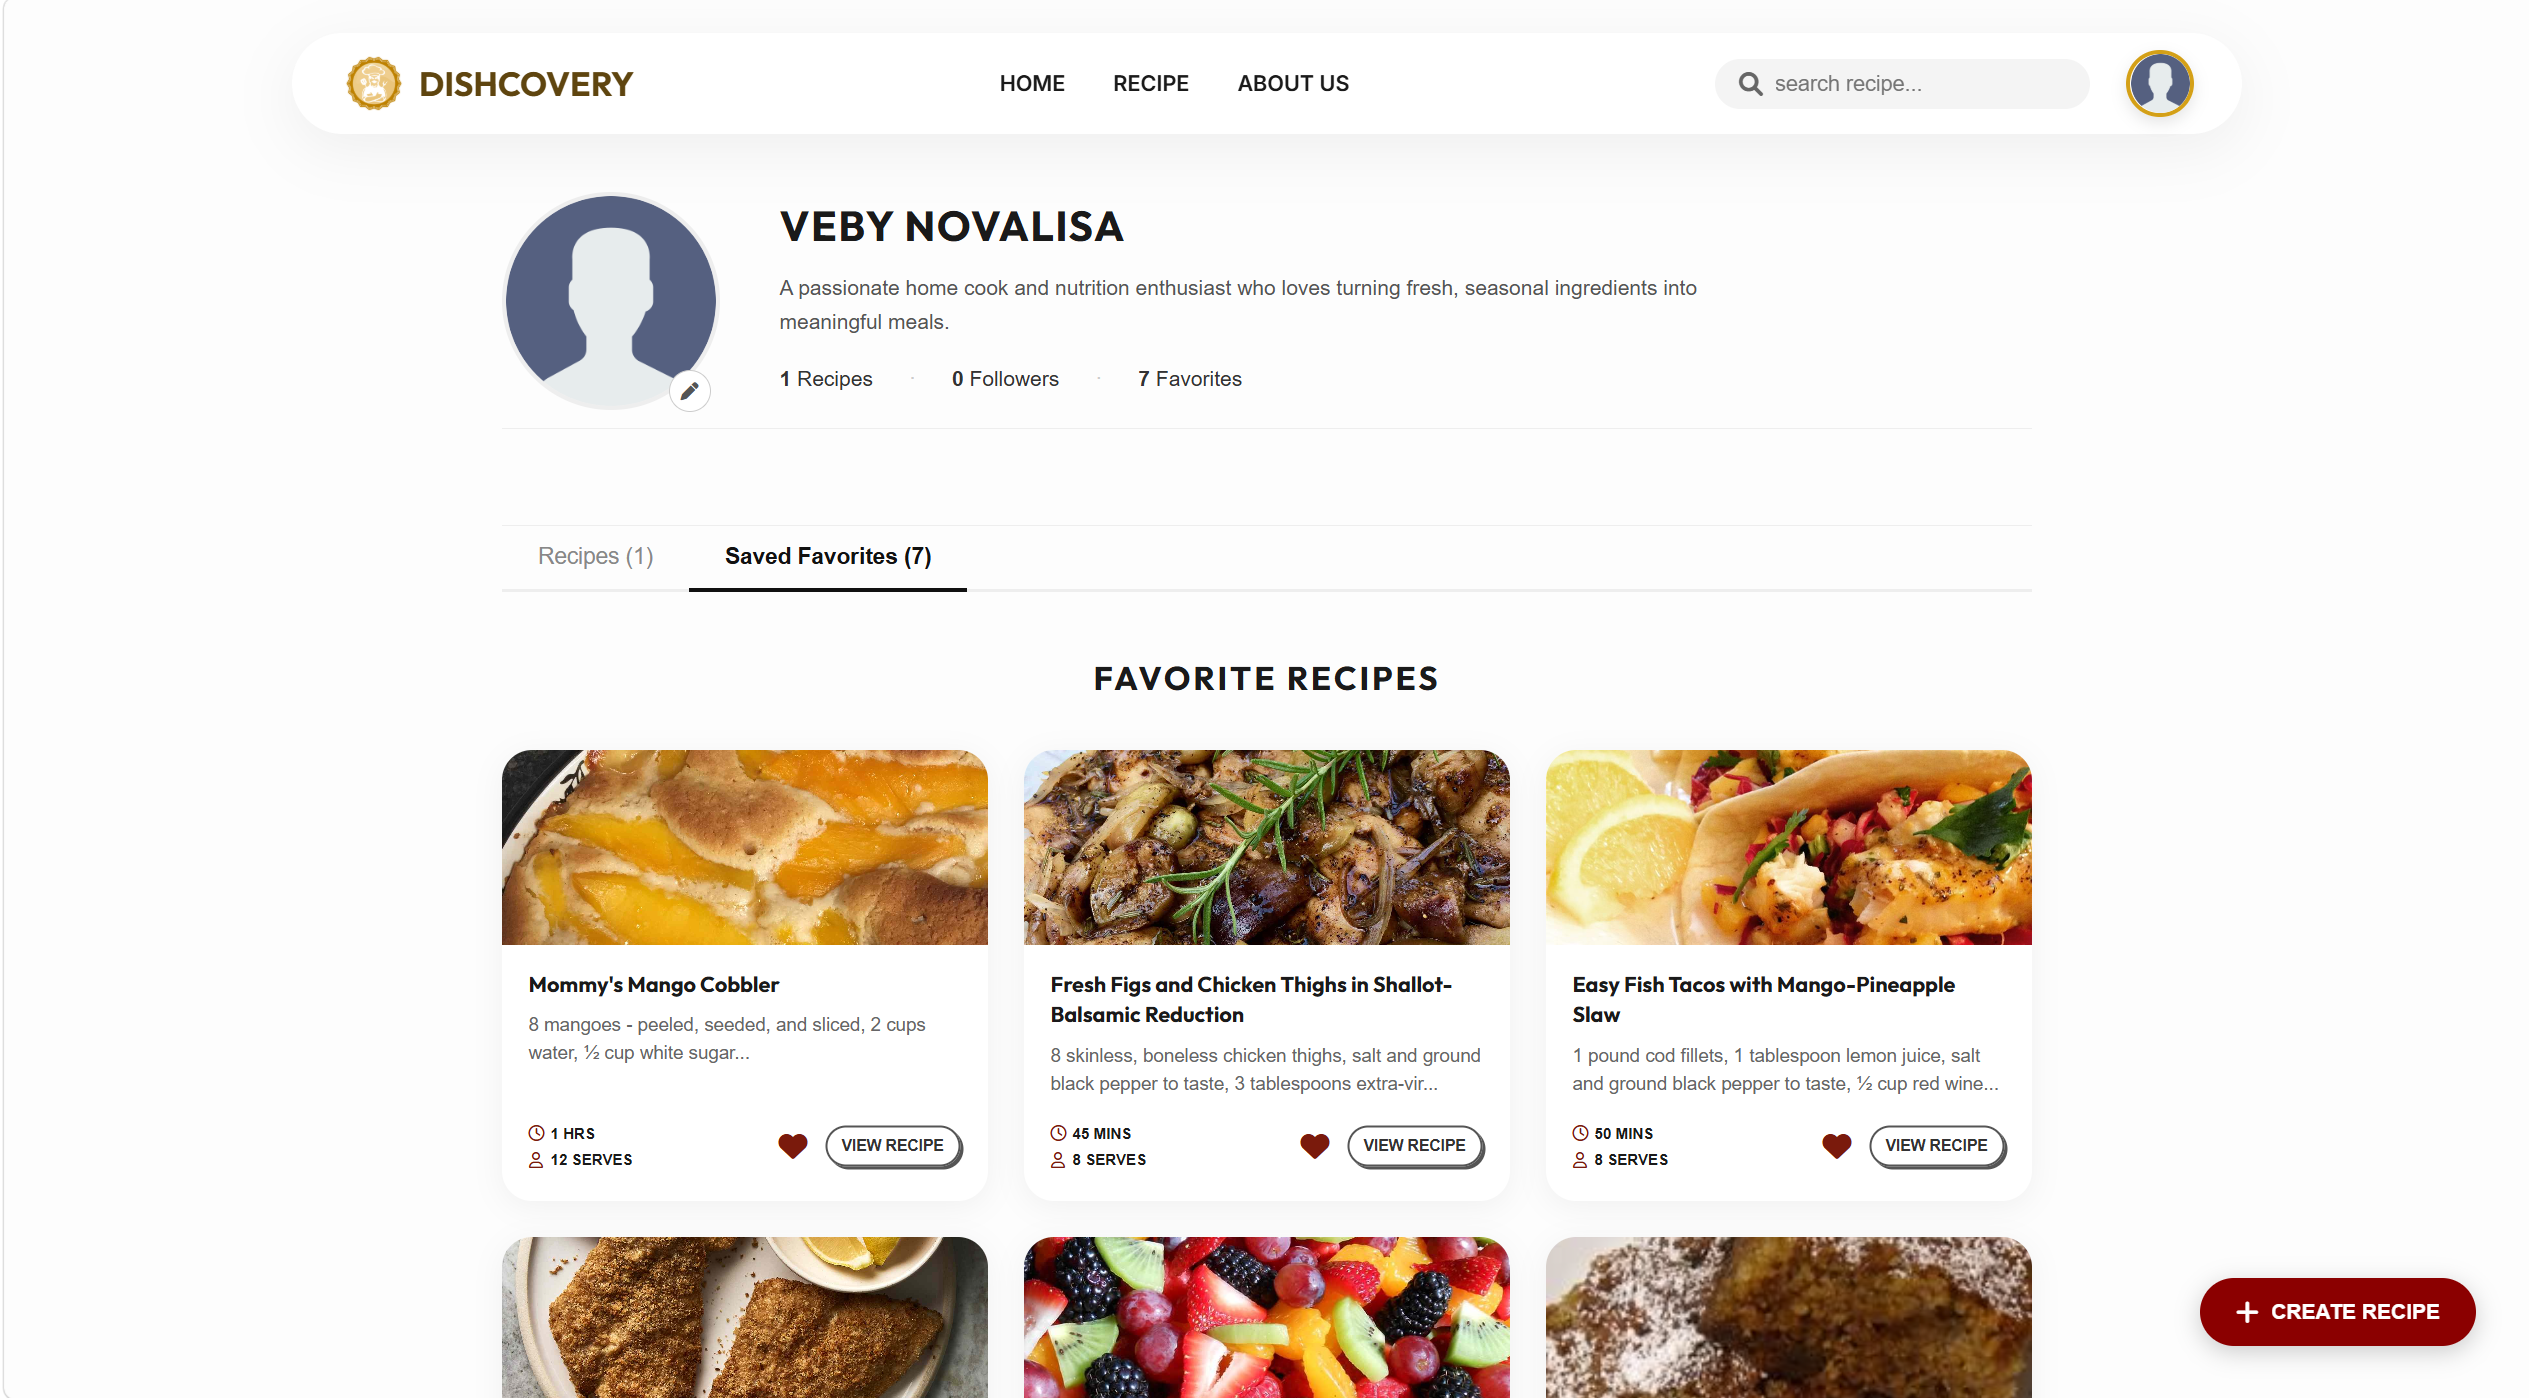 DISHCOVERY
HOME
RECIPE
ABOUT US
search recipe...
VEBY NOVALISA
A passionate home cook and nutrition enthusiast who loves turning fresh, seasonal ingredients into
meaningful meals.
1 Recipes · 0 Followers · 7 Favorites
Recipes (1)
Saved Favorites (7)
FAVORITE RECIPES
Mommy's Mango Cobbler
8 mangoes - peeled, seeded, and sliced, 2 cups
water, ½ cup white sugar...
1 HRS
12 SERVES
VIEW RECIPE
Fresh Figs and Chicken Thighs in Shallot-
Balsamic Reduction
8 skinless, boneless chicken thighs, salt and ground
black pepper to taste, 3 tablespoons extra-vir...
45 MINS
8 SERVES
VIEW RECIPE
Easy Fish Tacos with Mango-Pineapple
Slaw
1 pound cod fillets, 1 tablespoon lemon juice, salt
and ground black pepper to taste, ½ cup red wine...
50 MINS
8 SERVES
VIEW RECIPE
CREATE RECIPE